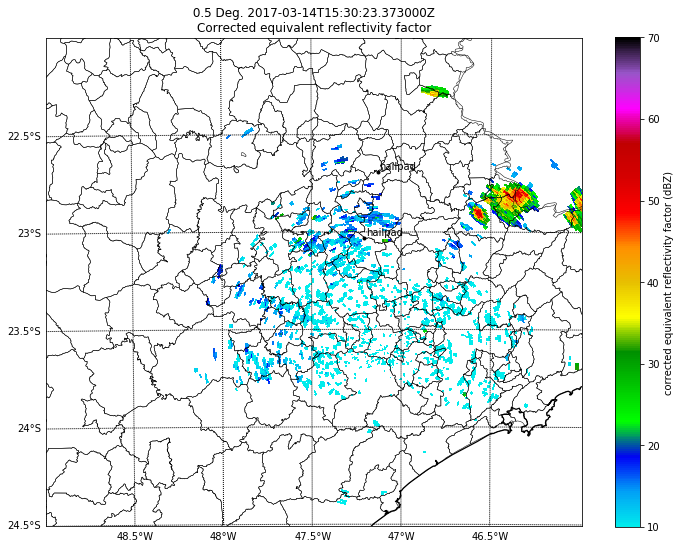 0.5 Deg. 2017-03-14T15:30:23.373000Z
Corrected equivalent reflectivity factor
22.5°S
23°S
23.5°S
24°S
24.5°S
48.5°W
48°W
47.5°W
47°W
46.5°W
hailpad
hailpad
70
60
50
40
30
20
10
corrected equivalent reflectivity factor (dBZ)